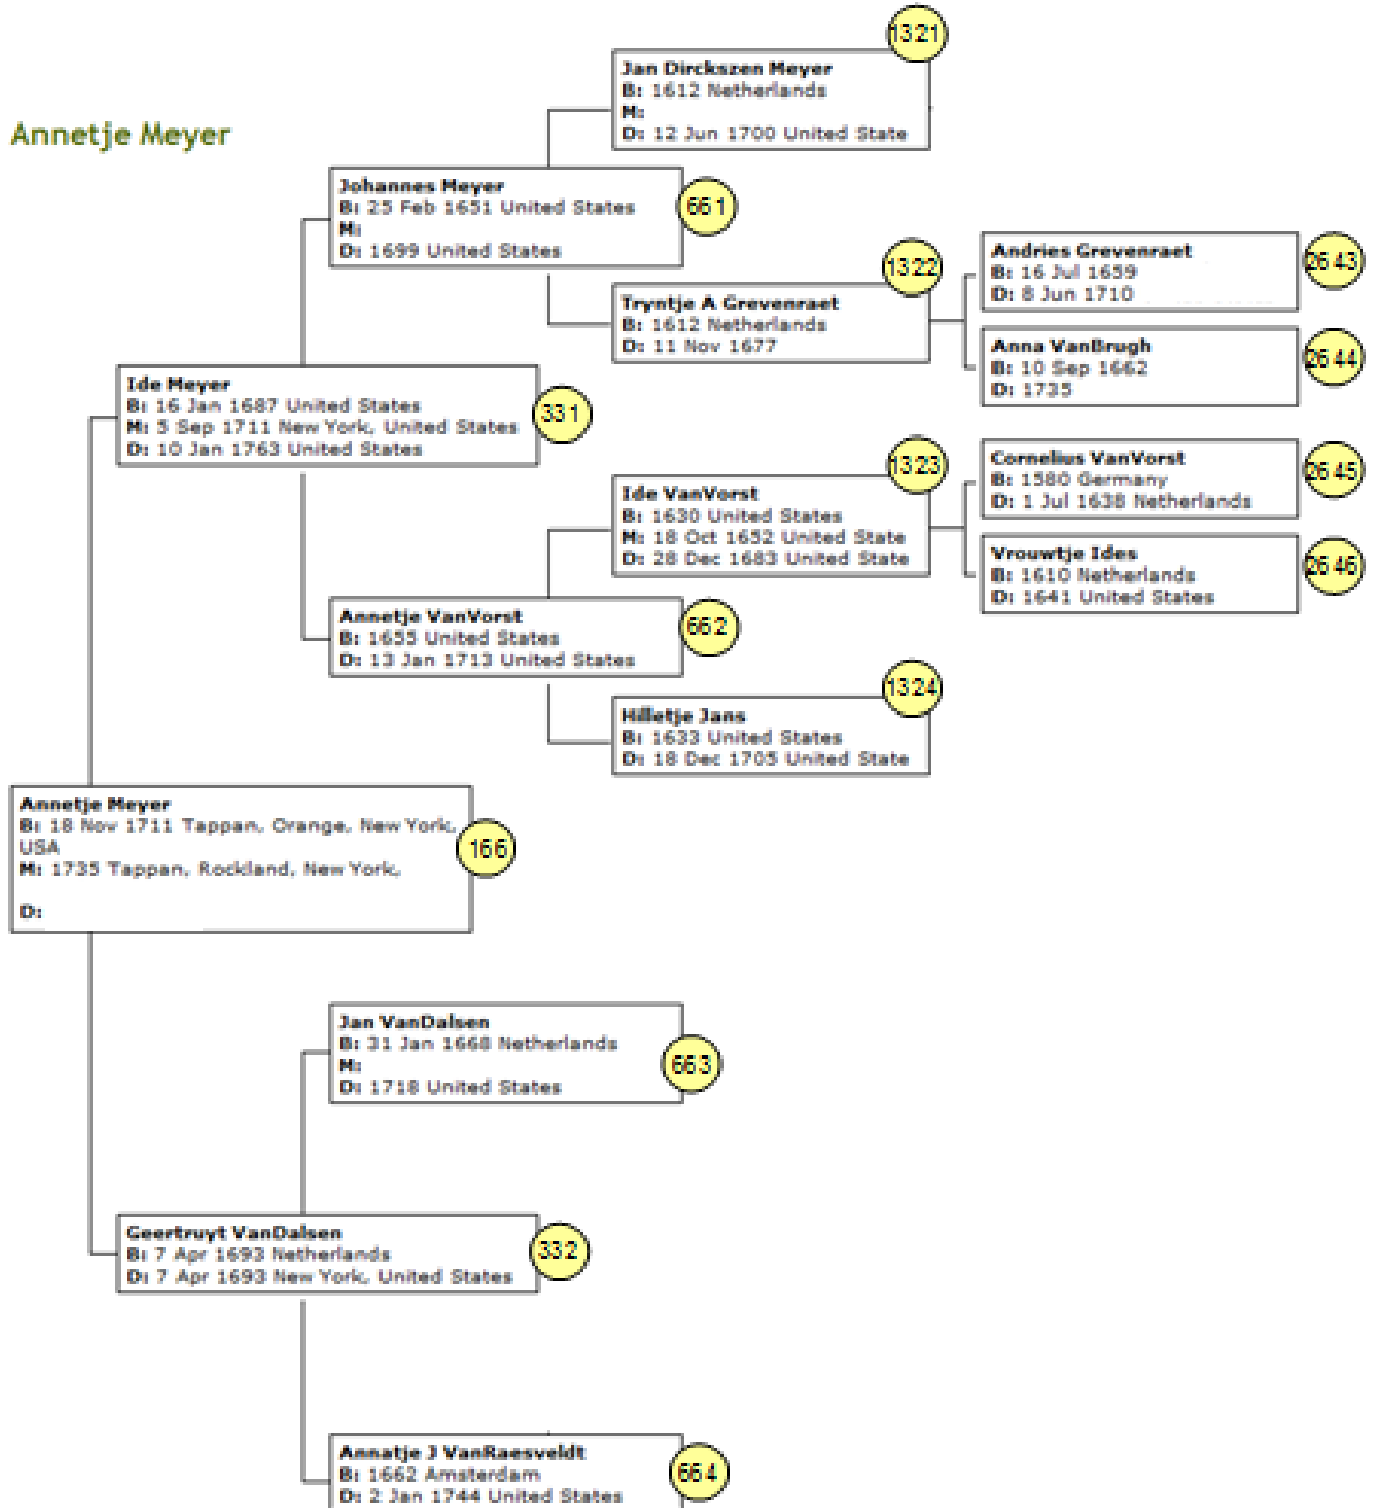 Annetje Meyer
1321
Jan Dirckszen Meyer
B: 1612 Netherlands
M:
D: 12 Jun 1700 United State
Johannes Meyer
B: 25 Feb 1651 United States
M:
D: 1699 United States
661
1322
Tryntje A Grevenraet
B: 1612 Netherlands
D: 11 Nov 1677
Andries Grevenraet
B: 16 Jul 1659
D: 8 Jun 1710
2643
Anna VanBrugh
B: 10 Sep 1662
D: 1735
2644
Ide Meyer
B: 16 Jan 1687 United States
M: 5 Sep 1711 New York, United States
D: 10 Jan 1763 United States
331
1323
Ide VanVorst
B: 1630 United States
M: 18 Oct 1652 United State
D: 28 Dec 1683 United State
Cornelius VanVorst
B: 1580 Germany
D: 1 Jul 1638 Netherlands
2645
Vrouwtje Ides
B: 1610 Netherlands
D: 1641 United States
2646
Annetje VanVorst
B: 1655 United States
D: 13 Jan 1713 United States
662
1324
Hilletje Jans
B: 1633 United States
D: 18 Dec 1705 United State
Annetje Meyer
B: 18 Nov 1711 Tappan, Orange, New York,
USA
M: 1735 Tappan, Rockland, New York,
D:
166
Jan VanDalsen
B: 31 Jan 1668 Netherlands
M:
D: 1718 United States
663
Geertruyt VanDalsen
B: 7 Apr 1693 Netherlands
D: 7 Apr 1693 New York, United States
332
Annatje J VanRaesveldt
B: 1662 Amsterdam
D: 2 Jan 1744 United States
664